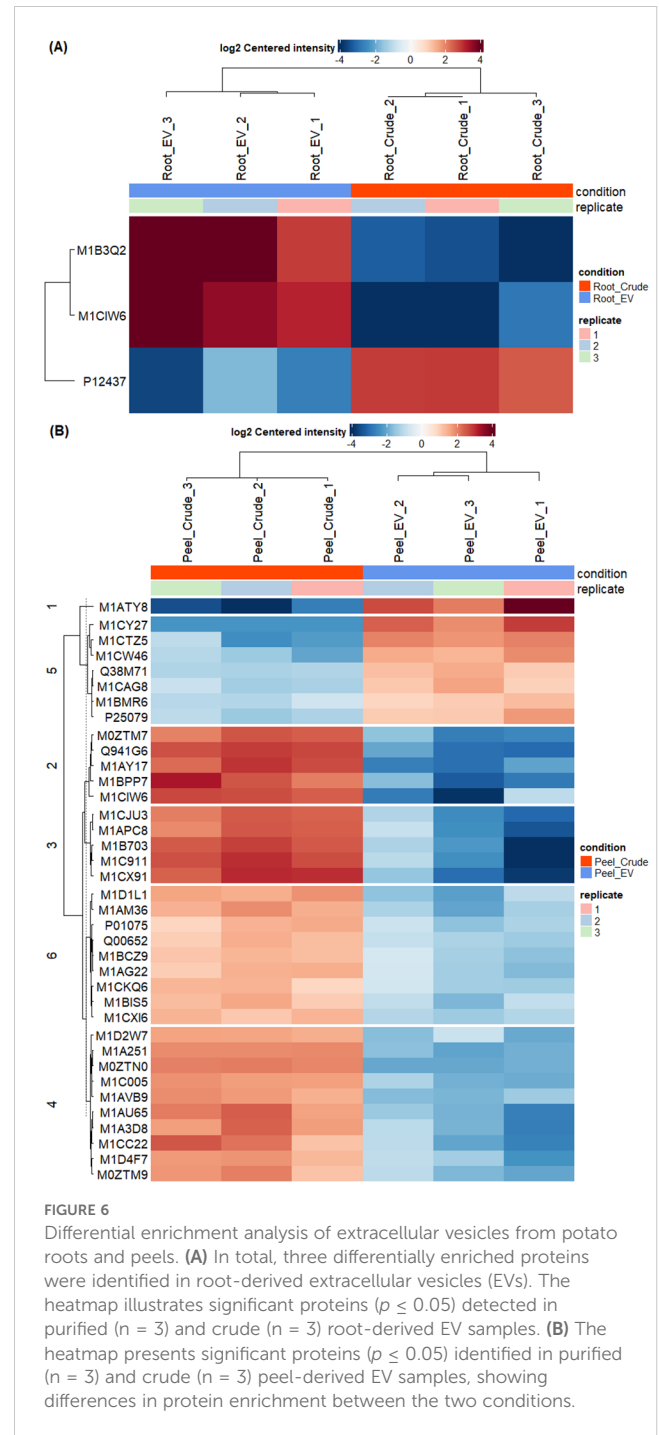 (A)
log2 Centered intensity
-4 -2 0 2 4
Root_EV_3 Root_EV_2 Root_EV_1 Root_Crude_2 Root_Crude_1 Root_Crude_3
condition
replicate
M1B3Q2
M1CIW6
P12437
condition
Root_Crude
Root_EV
replicate
1
2
3
(B)
log2 Centered intensity
-4 -2 0 2 4
Peel_Crude_3 Peel_Crude_2 Peel_Crude_1 Peel_EV_2 Peel_EV_3 Peel_EV_1
condition
replicate
1
M1ATY8
5
M1CY27
M1CTZ5
M1CW46
Q38M71
M1CAG8
M1BMR6
P25079
2
M0ZTM7
Q941G6
M1AY17
M1BPP7
M1CIW6
3
M1CJU3
M1APC8
M1B703
M1C911
M1CX91
6
M1D1L1
M1AM36
P01075
Q00652
M1BCZ9
M1AG22
M1CKQ6
M1BIS5
M1CXI6
4
M1D2W7
M1A251
M0ZTN0
M1C005
M1AVB9
M1AU65
M1A3D8
M1CC22
M1D4F7
M0ZTM9
condition
Peel_Crude
Peel_EV
replicate
1
2
3
FIGURE 6
Differential enrichment analysis of extracellular vesicles from potato
roots and peels. (A) In total, three differentially enriched proteins
were identified in root-derived extracellular vesicles (EVs). The
heatmap illustrates significant proteins (p ≤ 0.05) detected in
purified (n = 3) and crude (n = 3) root-derived EV samples. (B) The
heatmap presents significant proteins (p ≤ 0.05) identified in purified
(n = 3) and crude (n = 3) peel-derived EV samples, showing
differences in protein enrichment between the two conditions.